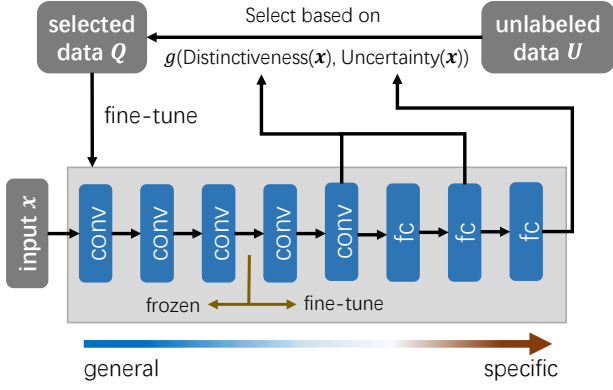 selected
data Q
Select based on
unlabeled
data U
g(Distinctiveness(x), Uncertainty(x))
fine-tune
input x
conv
conv
conv
conv
conv
fc
fc
fc
frozen
fine-tune
general
specific